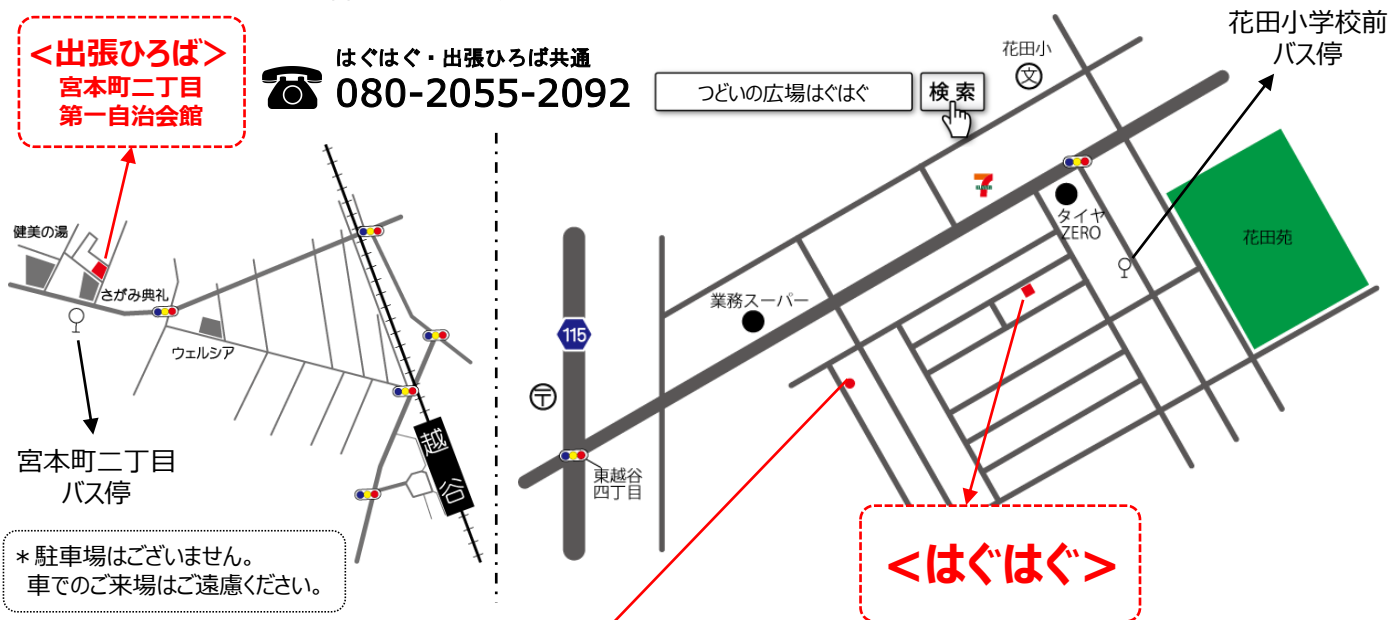 <出張ひろば>
宮本町二丁目
第一自治会館
はぐはぐ・出張ひろば共通
080-2055-2092
つどいの広場はぐはぐ
検索
花田小
文
花田小学校前
バス停
7
タイヤ
ZERO
花田苑
業務スーパー
健美の湯
さがみ典礼
ウェルシア
115
〒
東越谷
四丁目
越谷
宮本町二丁目
バス停
*駐車場はございません。
車でのご来場はご遠慮ください。
<はぐはぐ>